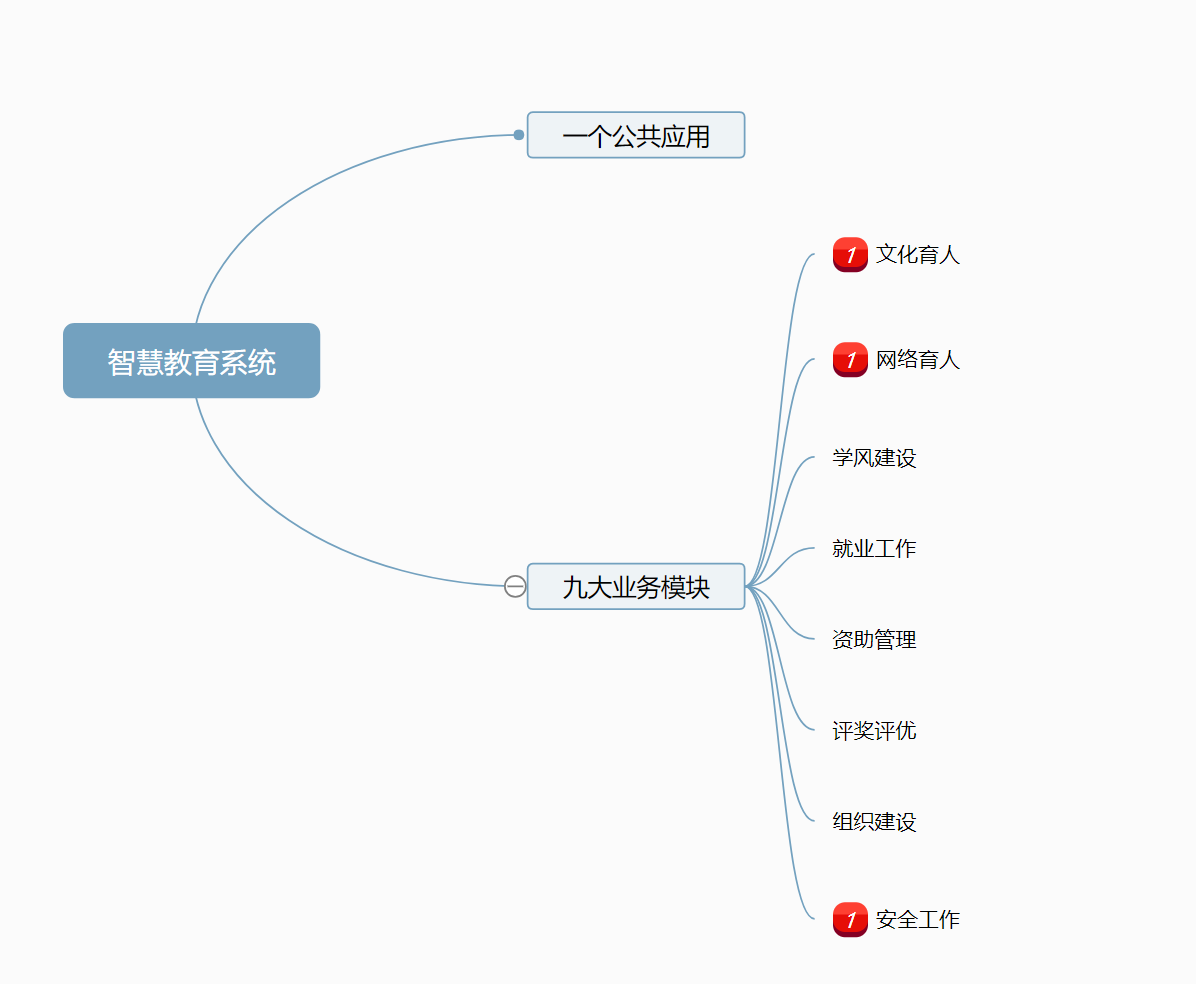 一个公共应用
1 文化育人
1 网络育人
智慧教育系统
学风建设
就业工作
九大业务模块
资助管理
评奖评优
组织建设
1 安全工作